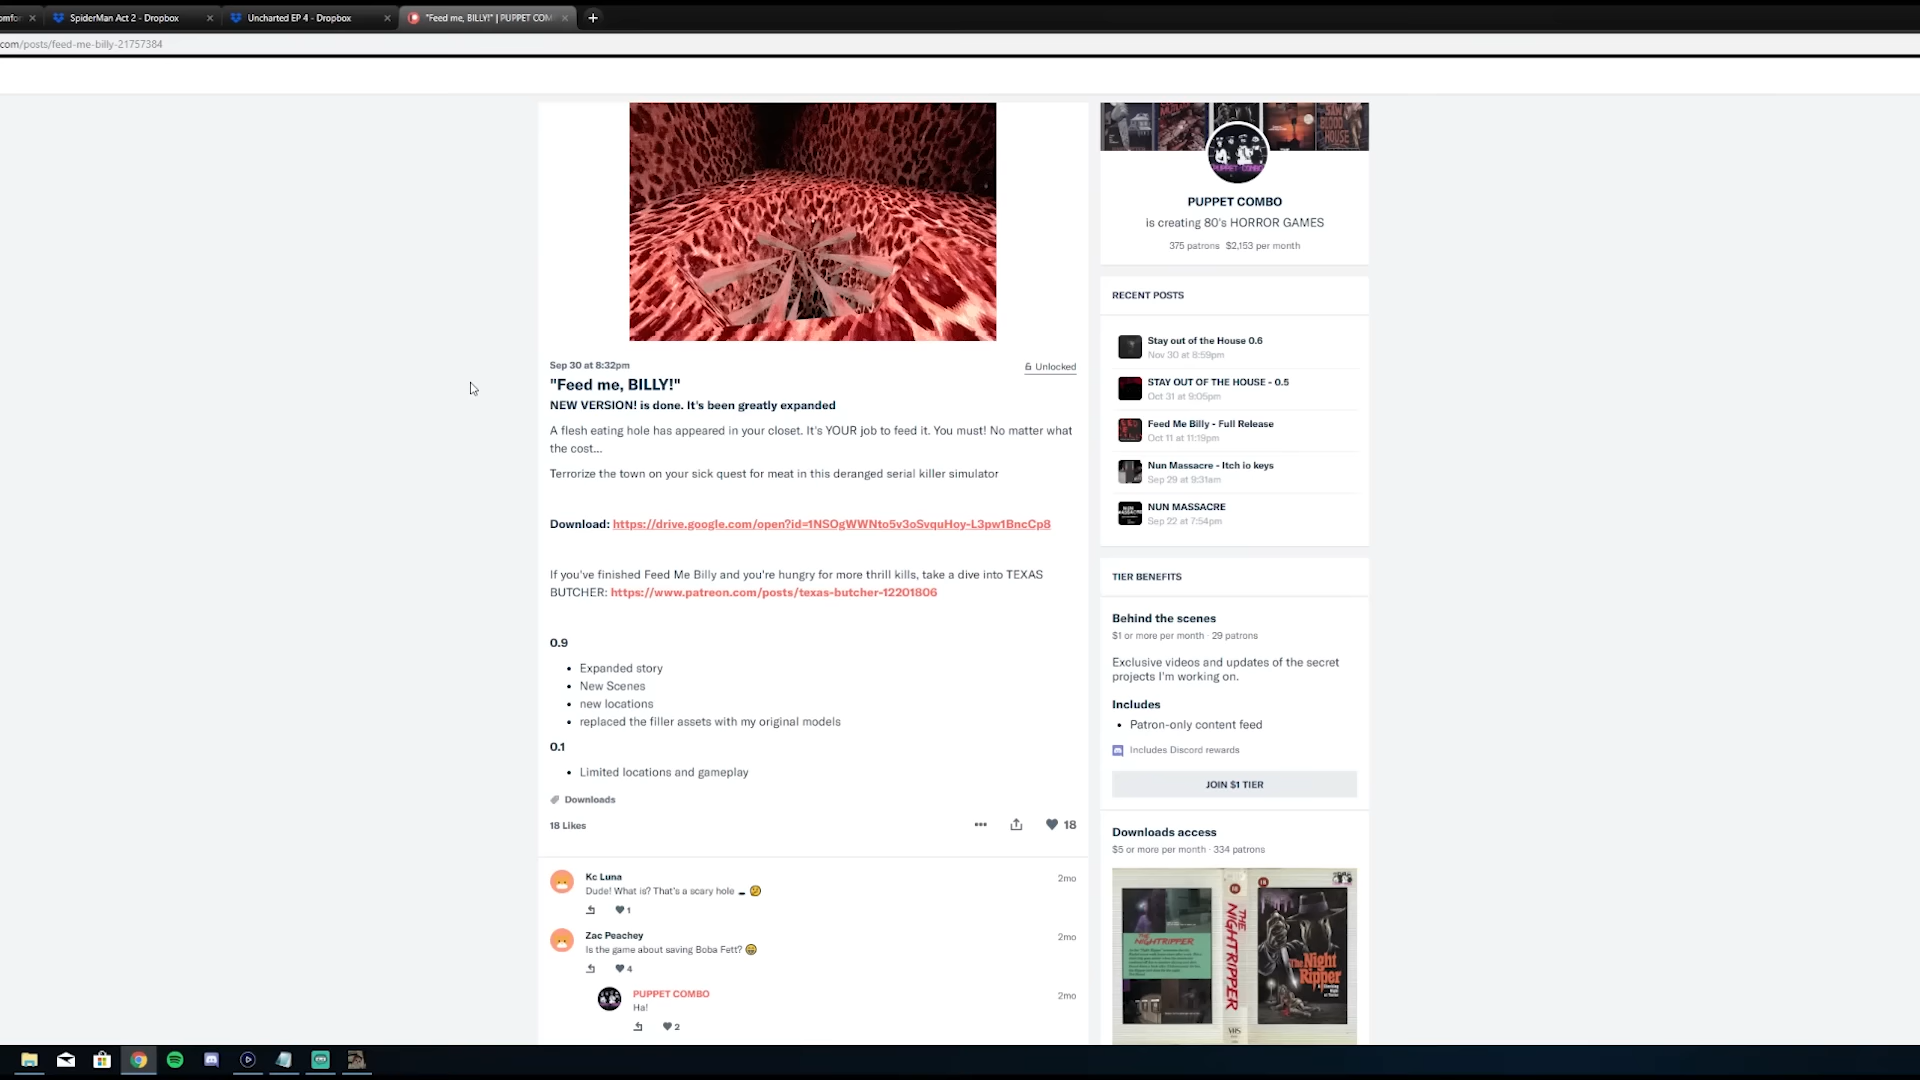 SpiderMan Act 2 - Dropbox
Uncharted EP 4 - Dropbox
"Feed me, BILLY!" | PUPPET COM
com/posts/feed-me-billy-21757384
PUPPET COMBO
is creating 80's HORROR GAMES
375 patrons $2,153 per month
Sep 30 at 8:32pm
Unlocked
"Feed me, BILLY!"
NEW VERSION! is done. It's been greatly expanded
A flesh eating hole has appeared in your closet. It's YOUR job to feed it. You must! No matter what
the cost...
Terrorize the town on your sick quest for meat in this deranged serial killer simulator
Download: https://drive.google.com/open?id=1NSOgWWNto5v3oSvquHoy-L3pw1BncCp8
If you've finished Feed Me Billy and you're hungry for more thrill kills, take a dive into TEXAS
BUTCHER: https://www.patreon.com/posts/texas-butcher-12201806
0.9
• Expanded story
• New Scenes
• new locations
• replaced the filler assets with my original models
0.1
• Limited locations and gameplay
Downloads
18 Likes
18
Kc Luna
2mo
Dude! What is? That's a scary hole
1
Zac Peachey
2mo
Is the game about saving Boba Fett?
4
PUPPET COMBO
2mo
Ha!
2
RECENT POSTS
Stay out of the House 0.6
Nov 30 at 8:59pm
STAY OUT OF THE HOUSE - 0.5
Oct 31 at 9:05pm
Feed Me Billy - Full Release
Oct 11 at 11:19pm
Nun Massacre - Itch io keys
Sep 29 at 9:31am
NUN MASSACRE
Sep 22 at 7:54pm
TIER BENEFITS
Behind the scenes
$1 or more per month · 29 patrons
Exclusive videos and updates of the secret
projects I'm working on.
Includes
• Patron-only content feed
Includes Discord rewards
JOIN $1 TIER
Downloads access
$5 or more per month · 334 patrons
THE NIGHTRIPPER
THE
NIGHTRIPPER
The Night
Ripper
VHS